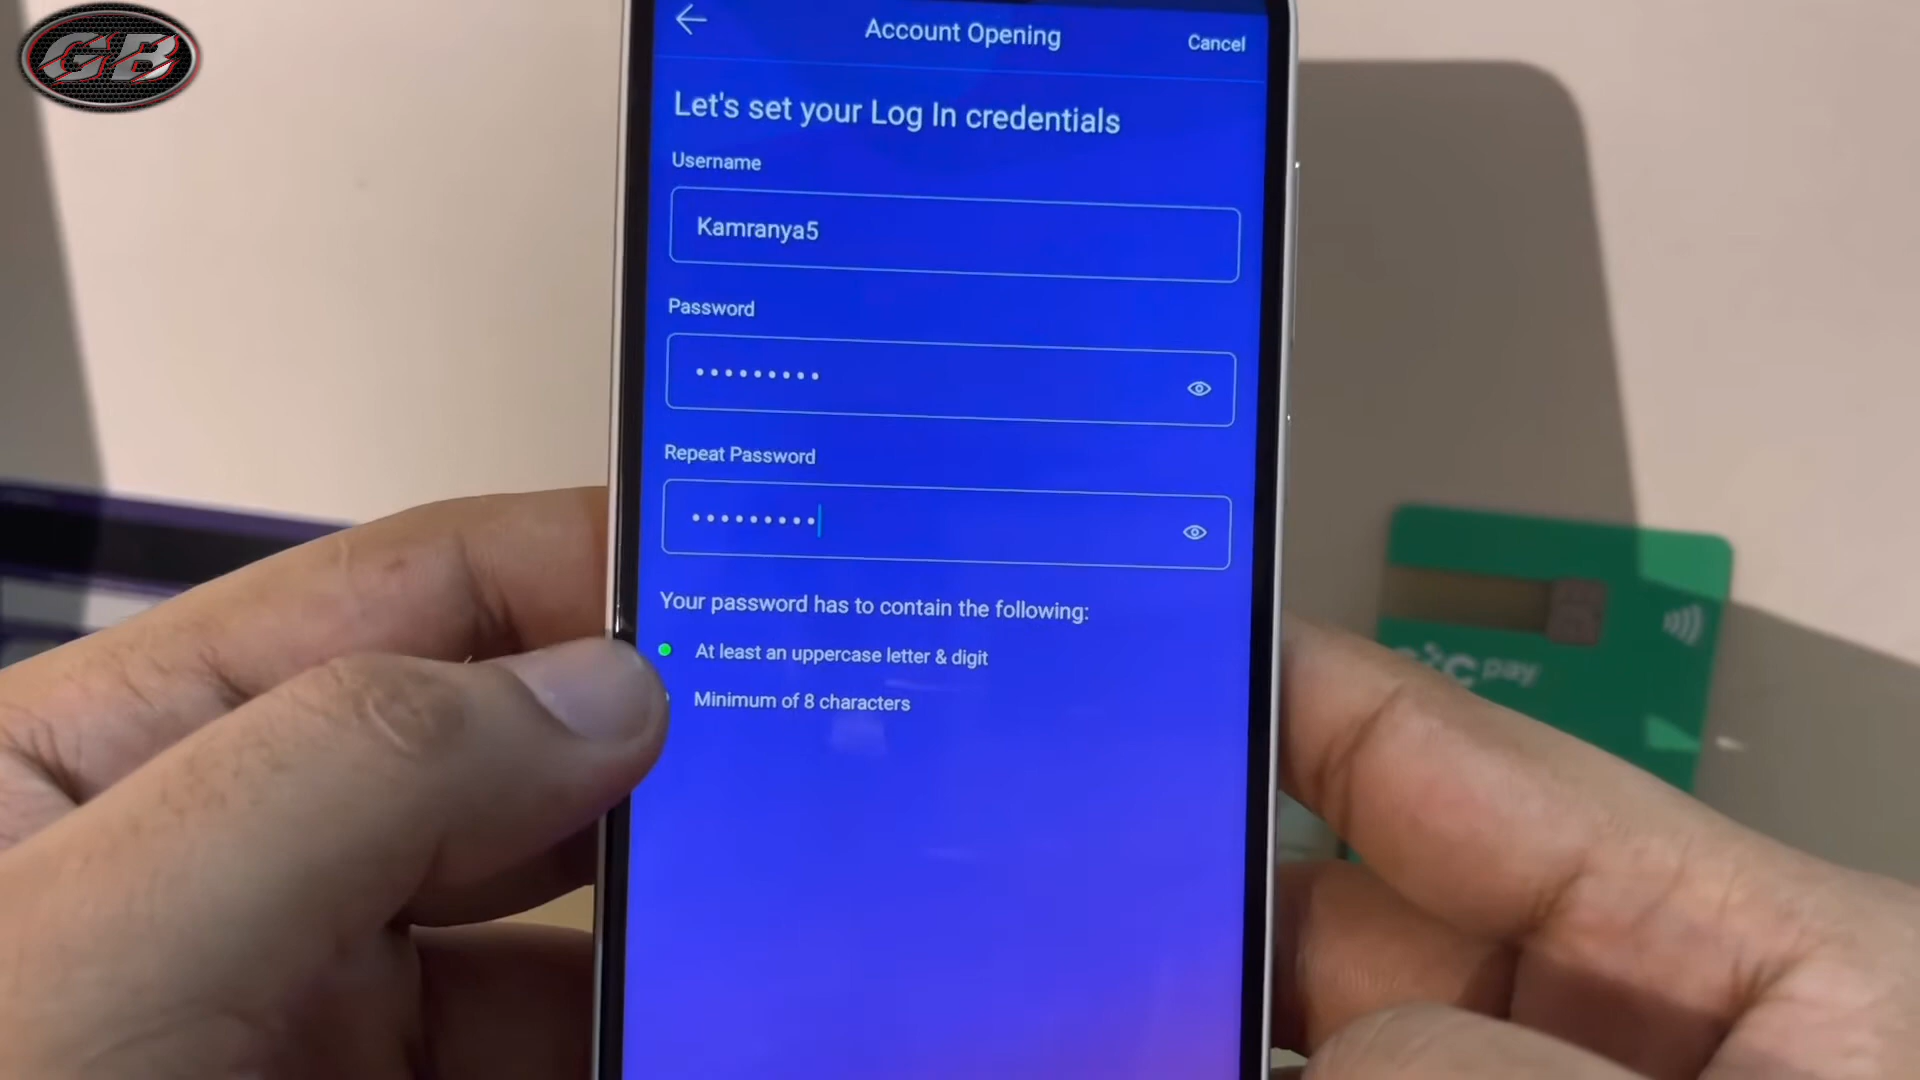 GB
Account Opening
Cancel
Let's set your Log In credentials
Username
Kamranya5
Password
•••••••••
Repeat Password
•••••••••
Your password has to contain the following:
At least an uppercase letter & digit
Minimum of 8 characters
pay